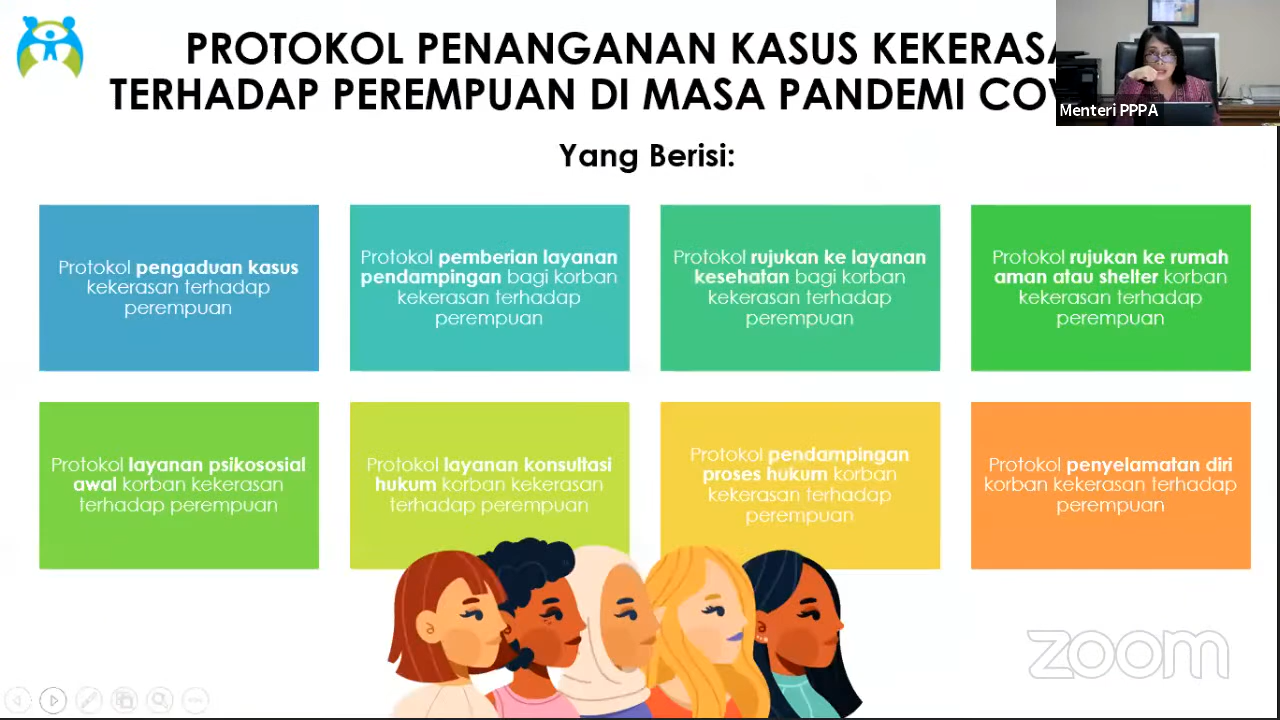 PROTOKOL PENANGANAN KASUS KEKERASA
TERHADAP PEREMPUAN DI MASA PANDEMI CO
Menteri PPPA
Yang Berisi:
Protokol pengaduan kasus
kekerasan terhadap
perempuan
Protokol pemberian layanan
pendampingan bagi korban
kekerasan terhadap
perempuan
Protokol rujukan ke layanan
kesehatan bagi korban
kekerasan terhadap
perempuan
Protokol rujukan ke rumah
aman atau shelter korban
kekerasan terhadap
perempuan
Protokol layanan psikososial
awal korban kekerasan
terhadap perempuan
Protokol layanan konsultasi
hukum korban kekerasan
terhadap perempuan
Protokol pendampingan
proses hukum korban
kekerasan terhadap
perempuan
Protokol penyelamatan diri
korban kekerasan terhadap
perempuan
zoom